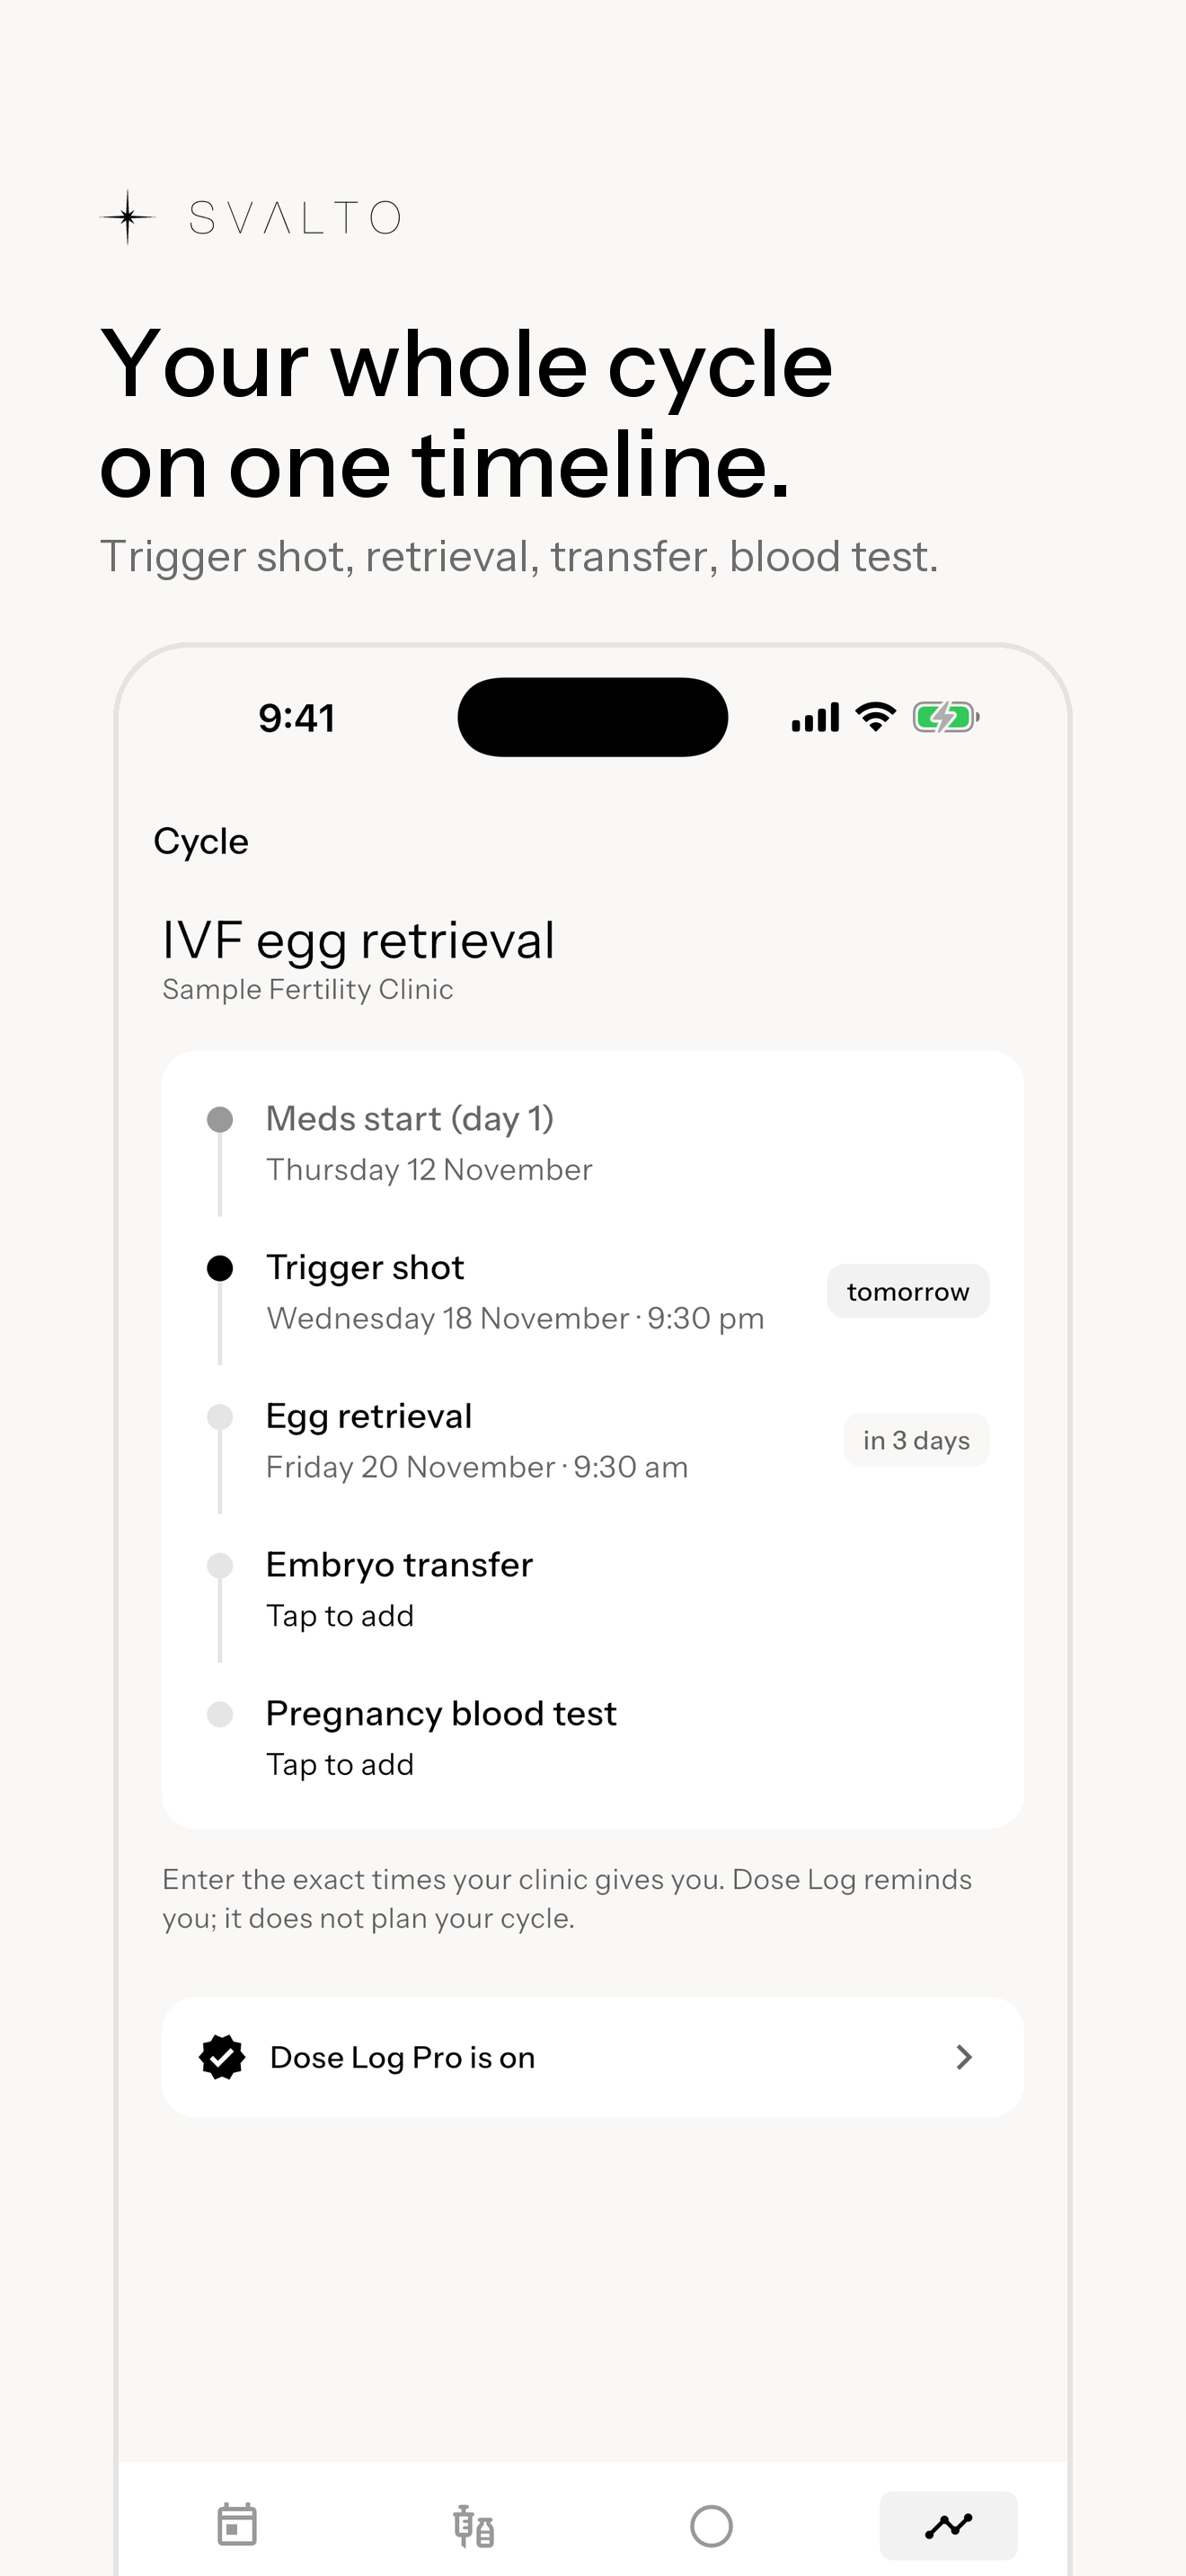 SVALTO
Your whole cycle
on one timeline.
Trigger shot, retrieval, transfer, blood test.
9:41
Cycle
IVF egg retrieval
Sample Fertility Clinic
Meds start (day 1)
Thursday 12 November
Trigger shot
Wednesday 18 November · 9:30 pm
tomorrow
Egg retrieval
Friday 20 November · 9:30 am
in 3 days
Embryo transfer
Tap to add
Pregnancy blood test
Tap to add
Enter the exact times your clinic gives you. Dose Log reminds
you; it does not plan your cycle.
Dose Log Pro is on